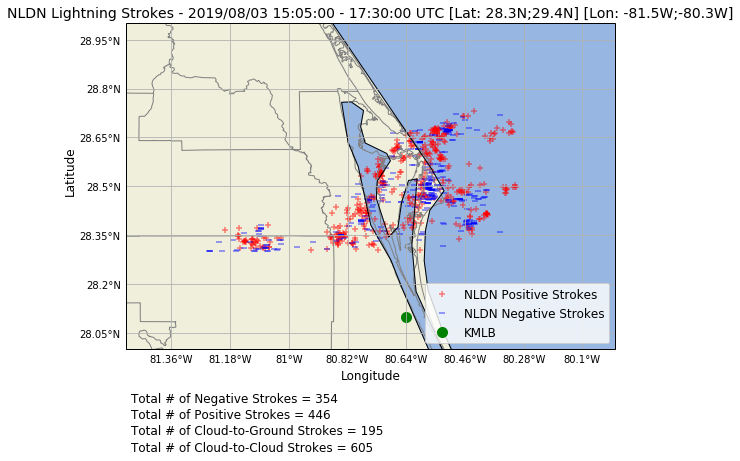 NLDN Lightning Strokes - 2019/08/03 15:05:00 - 17:30:00 UTC [Lat: 28.3N;29.4N] [Lon: -81.5W;-80.3W]
28.95°N
28.8°N
28.65°N
28.5°N
28.35°N
28.2°N
28.05°N
Latitude
NLDN Positive Strokes
NLDN Negative Strokes
KMLB
81.36°W 81.18°W 81°W 80.82°W 80.64°W 80.46°W 80.28°W 80.1°W
Longitude
Total # of Negative Strokes = 354
Total # of Positive Strokes = 446
Total # of Cloud-to-Ground Strokes = 195
Total # of Cloud-to-Cloud Strokes = 605